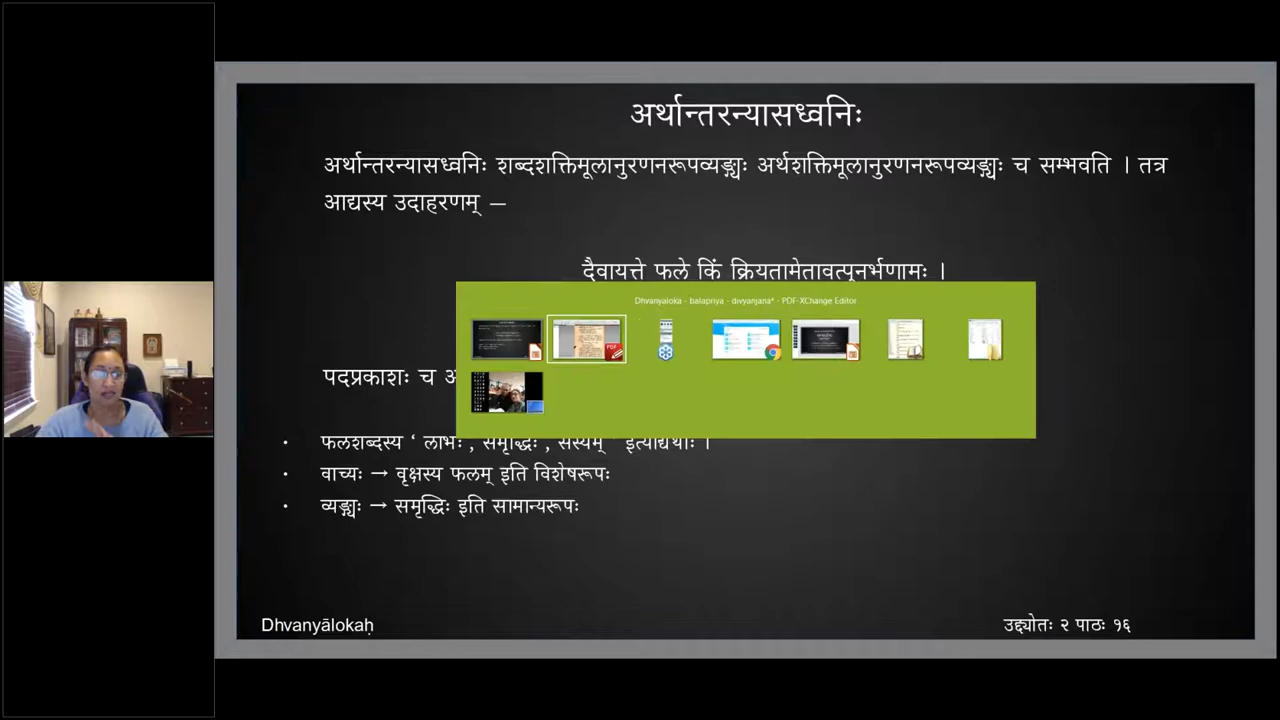 अर्थान्तरन्यासध्वनिः
अर्थान्तरन्यासध्वनिः शब्दशक्तिमूलानुरणनरूपव्यङ्ग्यः अर्थशक्तिमूलानुरणनरूपव्यङ्ग्यः च सम्भवति । तत्र
आद्यस्य उदाहरणम् –
दैवायत्ते फले किं क्रियतामेतावत्पुनर्भणामः ।
Dhvanyaloka - balapriya - divyanjana* - PDF-XChange Editor
पदप्रकाशः च
फलशब्दस्य ‘ लाभः , समृद्धिः , सस्यम् ’ इत्याद्यर्थाः ।
वाच्यः → वृक्षस्य फलम् इति विशेषरूपः
व्यङ्ग्यः → समृद्धिः इति सामान्यरूपः
Dhvanyālokaḥ
उद्द्योतः २ पाठः १६